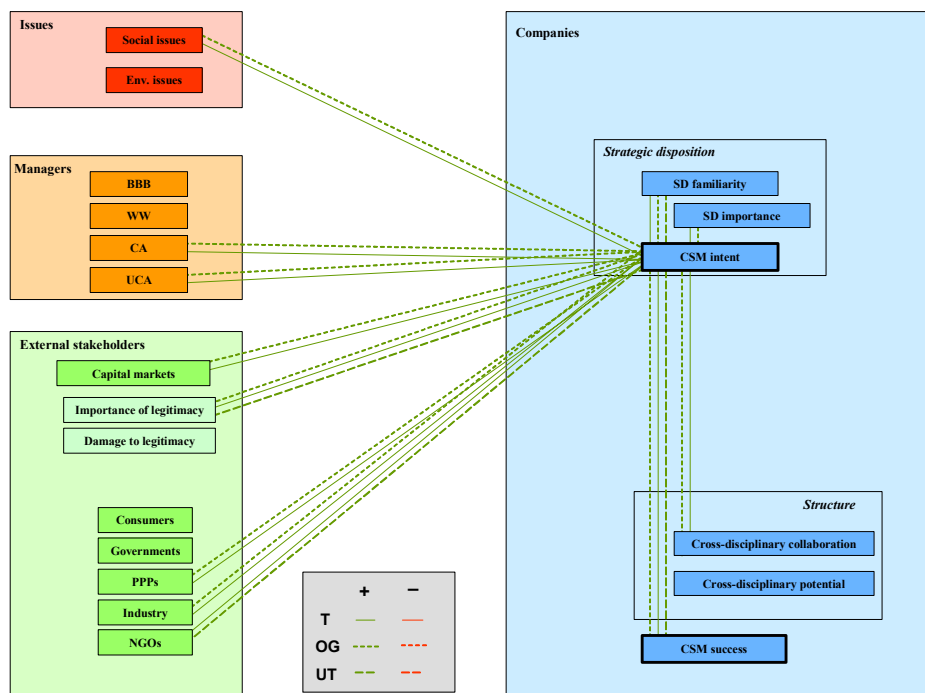 Issues
Social issues
Env. issues
Managers
BBB
WW
CA
UCA
External stakeholders
Capital markets
Importance of legitimacy
Damage to legitimacy
Consumers
Governments
PPPs
Industry
NGOs
+ −
T
OG
UT
Companies
Strategic disposition
SD familiarity
SD importance
CSM intent
Structure
Cross-disciplinary collaboration
Cross-disciplinary potential
CSM success